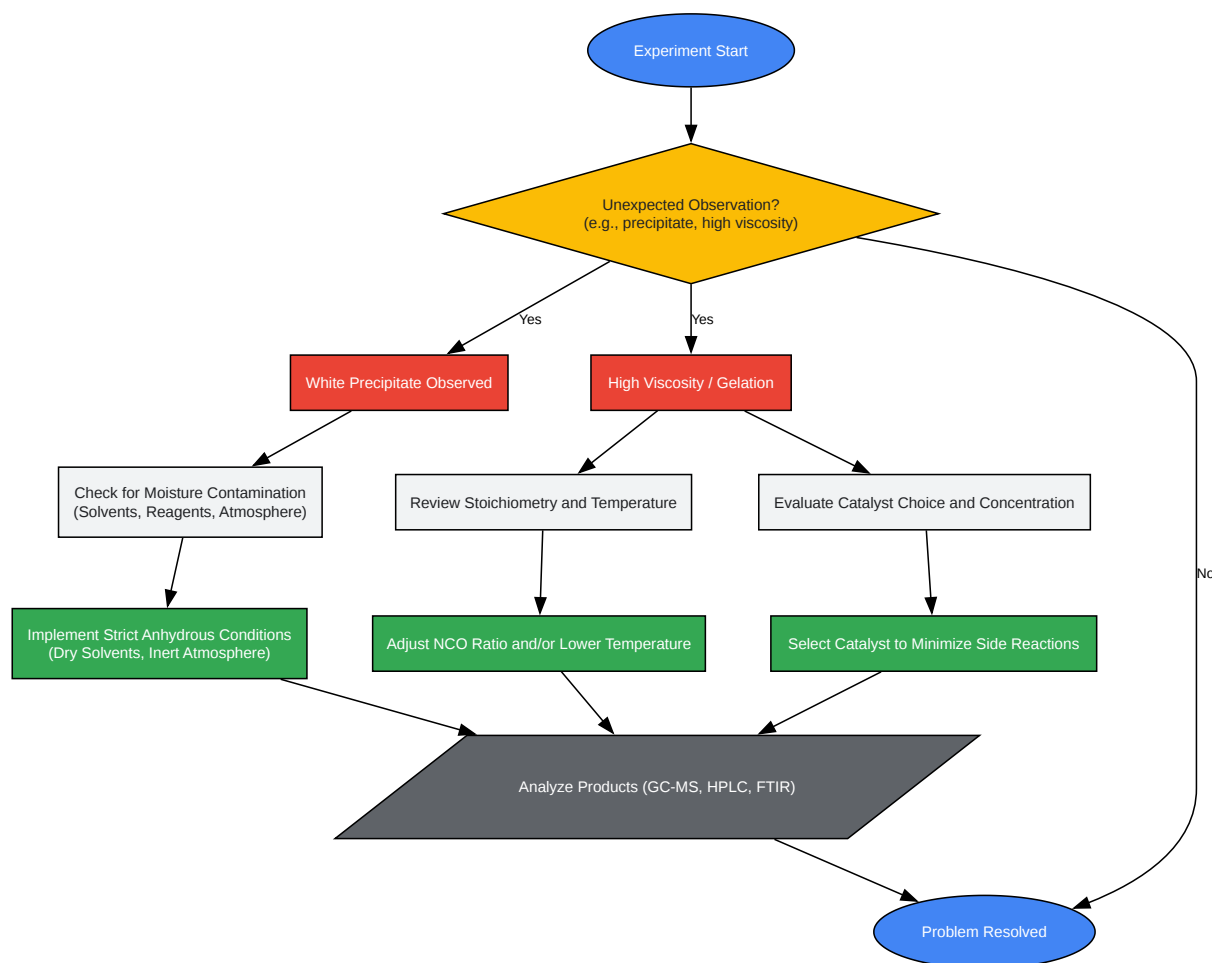 Experiment Start
Unexpected Observation?
(e.g., precipitate, high viscosity)
Yes
Yes
White Precipitate Observed
High Viscosity / Gelation
Check for Moisture Contamination
(Solvents, Reagents, Atmosphere)
Review Stoichiometry and Temperature
Evaluate Catalyst Choice and Concentration
No
Implement Strict Anhydrous Conditions
(Dry Solvents, Inert Atmosphere)
Adjust NCO Ratio and/or Lower Temperature
Select Catalyst to Minimize Side Reactions
Analyze Products (GC-MS, HPLC, FTIR)
Problem Resolved